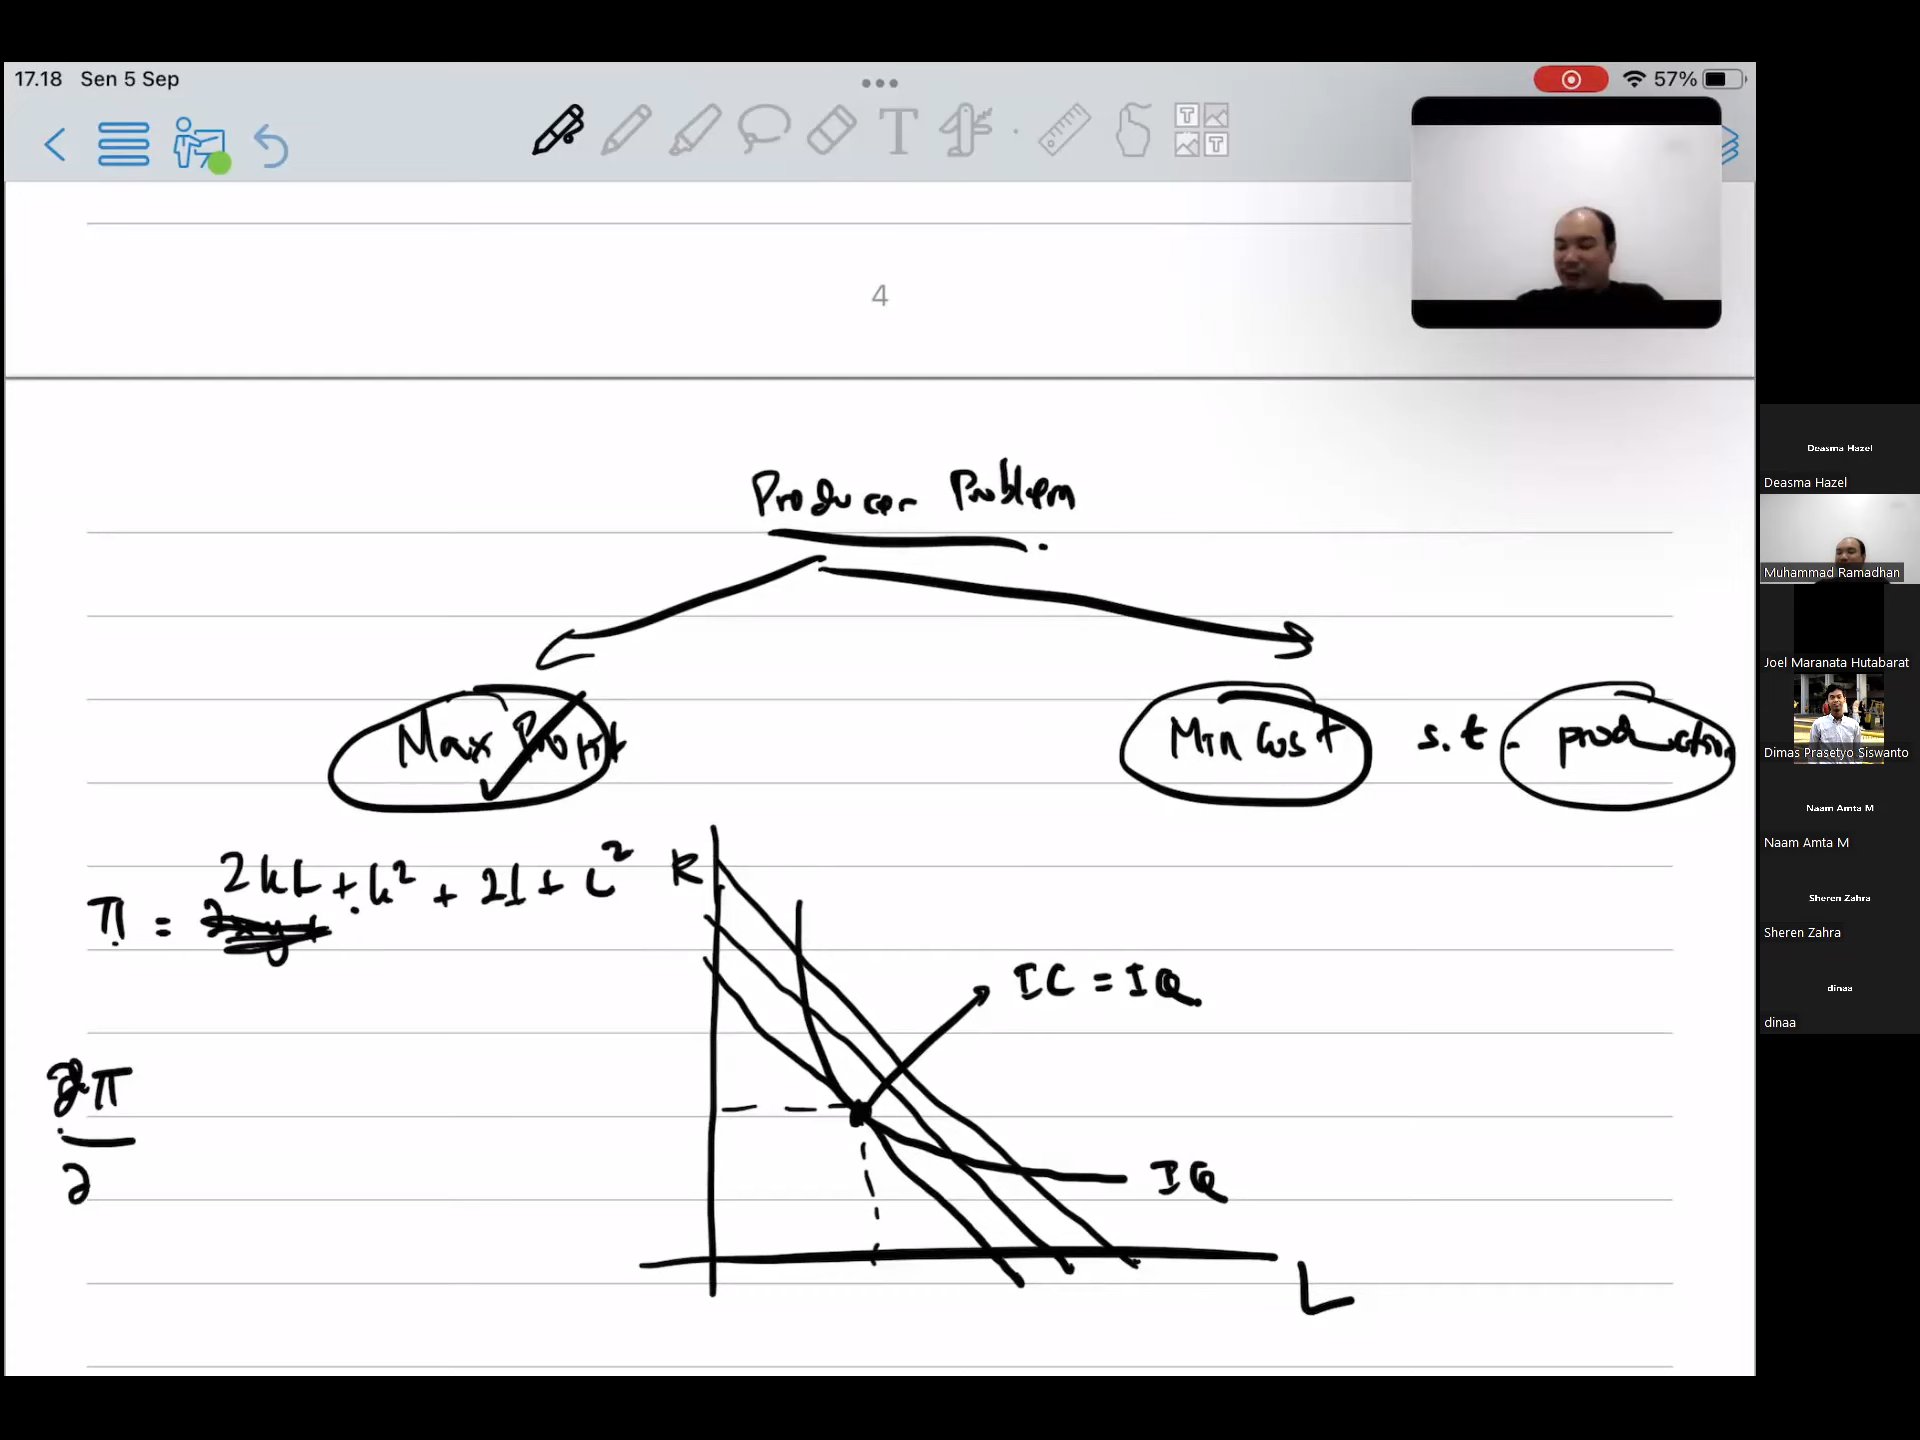 17.18 Sen 5 Sep
57%
4
Producer Problem
Max Profit
Min Cost s.t. production
π = 2kL + k² + 2l + L²
K
IC = IQ
∂π
∂
IQ
L
Deasma Hazel
Deasma Hazel
Muhammad Ramadhan
Joel Maranata Hutabarat
Dimas Prasetyo Siswanto
Naam Amta M
Naam Amta M
Sheren Zahra
Sheren Zahra
dinaa
dinaa